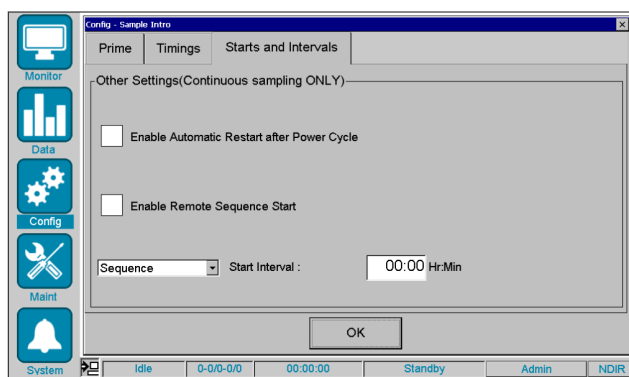 Config - Sample Intro
Prime Timings Starts and Intervals
Other Settings(Continuous sampling ONLY)
Enable Automatic Restart after Power Cycle
Enable Remote Sequence Start
Sequence Start Interval : 00:00 Hr:Min
OK
Monitor
Data
Config
Maint
System
Idle 0-0/0-0/0 00:00:00 Standby Admin NDIR